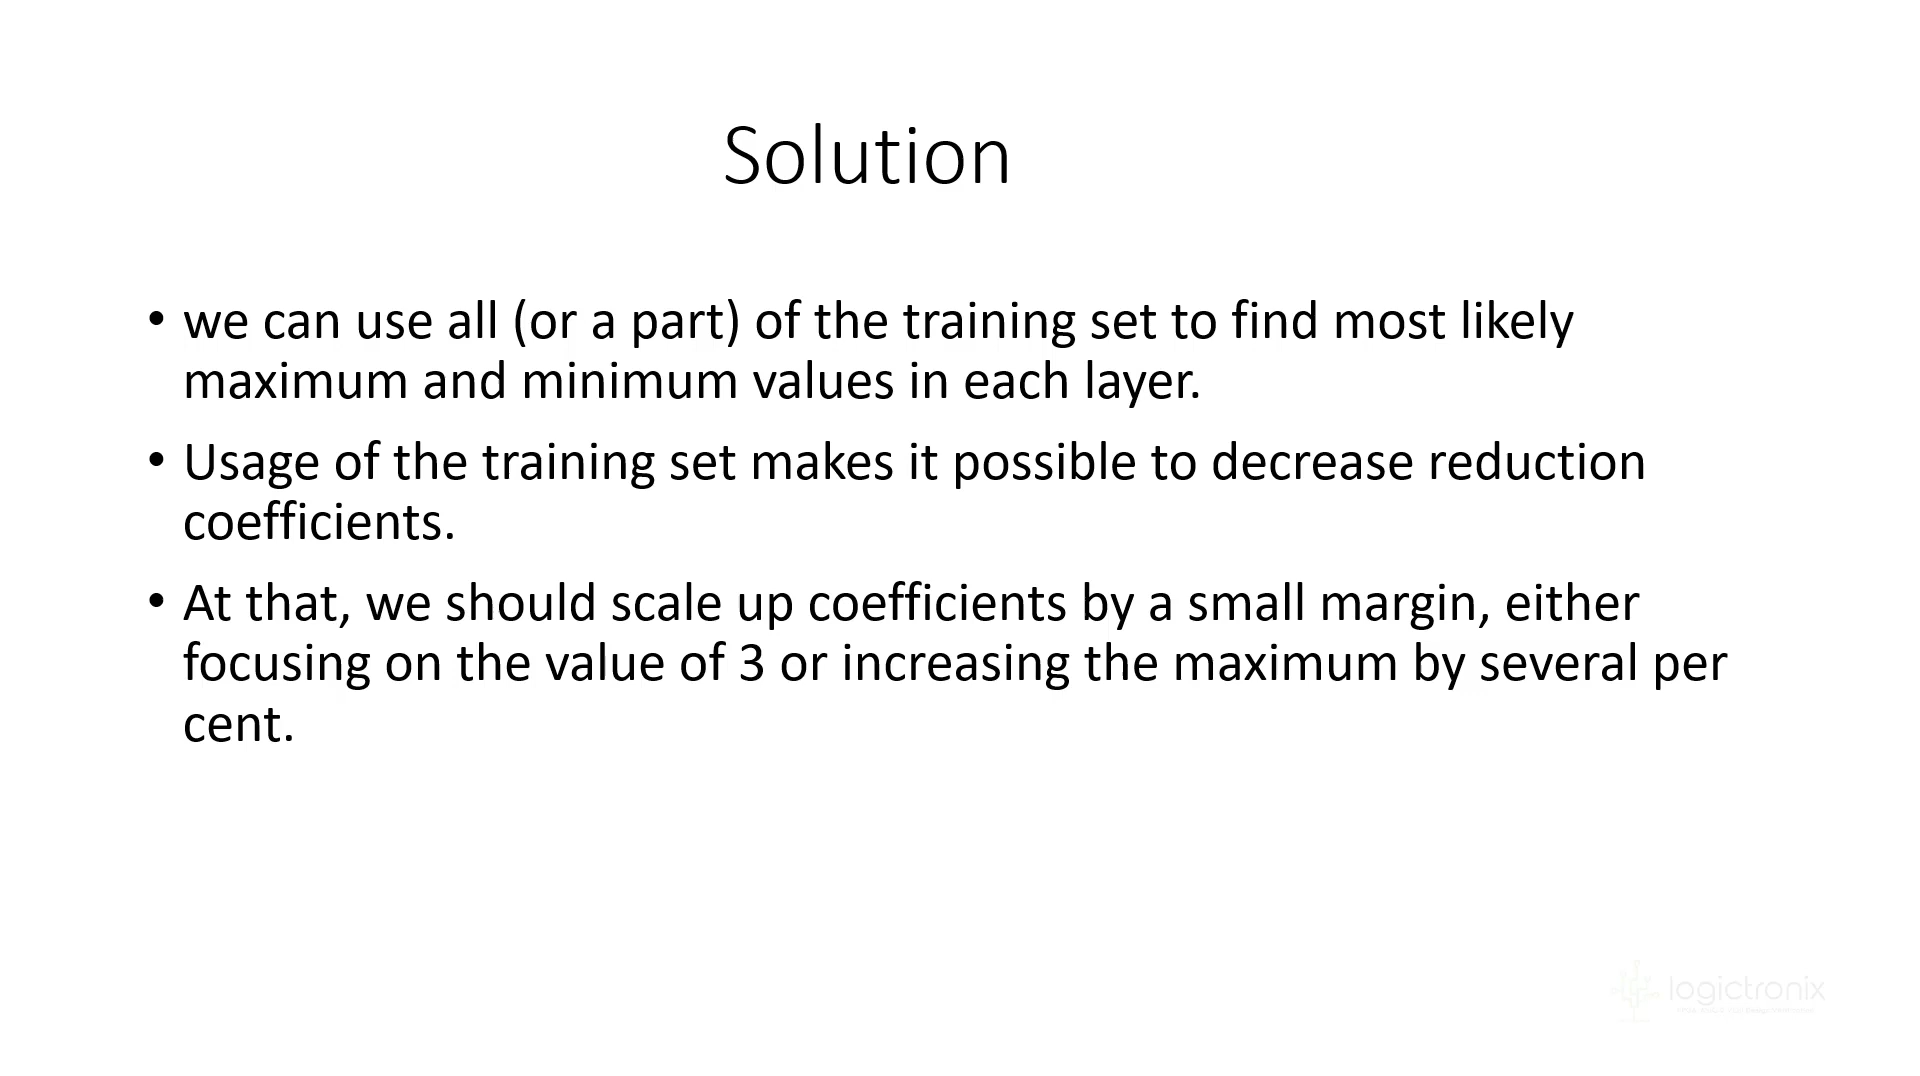 Solution
• we can use all (or a part) of the training set to find most likely
maximum and minimum values in each layer.
• Usage of the training set makes it possible to decrease reduction
coefficients.
• At that, we should scale up coefficients by a small margin, either
focusing on the value of 3 or increasing the maximum by several per
cent.
logictronix